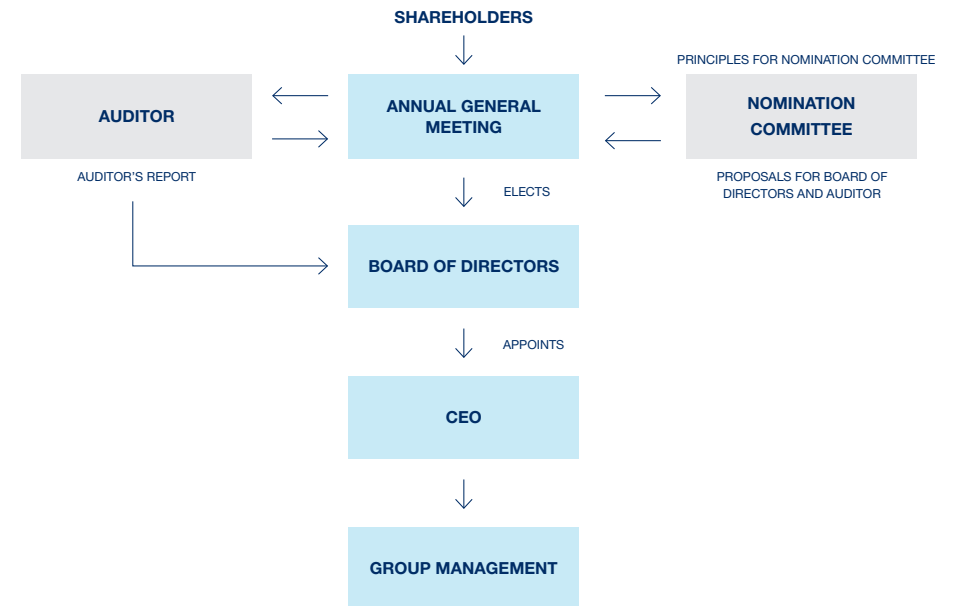 SHAREHOLDERS
PRINCIPLES FOR NOMINATION COMMITTEE
AUDITOR
ANNUAL GENERAL
MEETING
NOMINATION
COMMITTEE
AUDITOR'S REPORT
PROPOSALS FOR BOARD OF
DIRECTORS AND AUDITOR
ELECTS
BOARD OF DIRECTORS
APPOINTS
CEO
GROUP MANAGEMENT